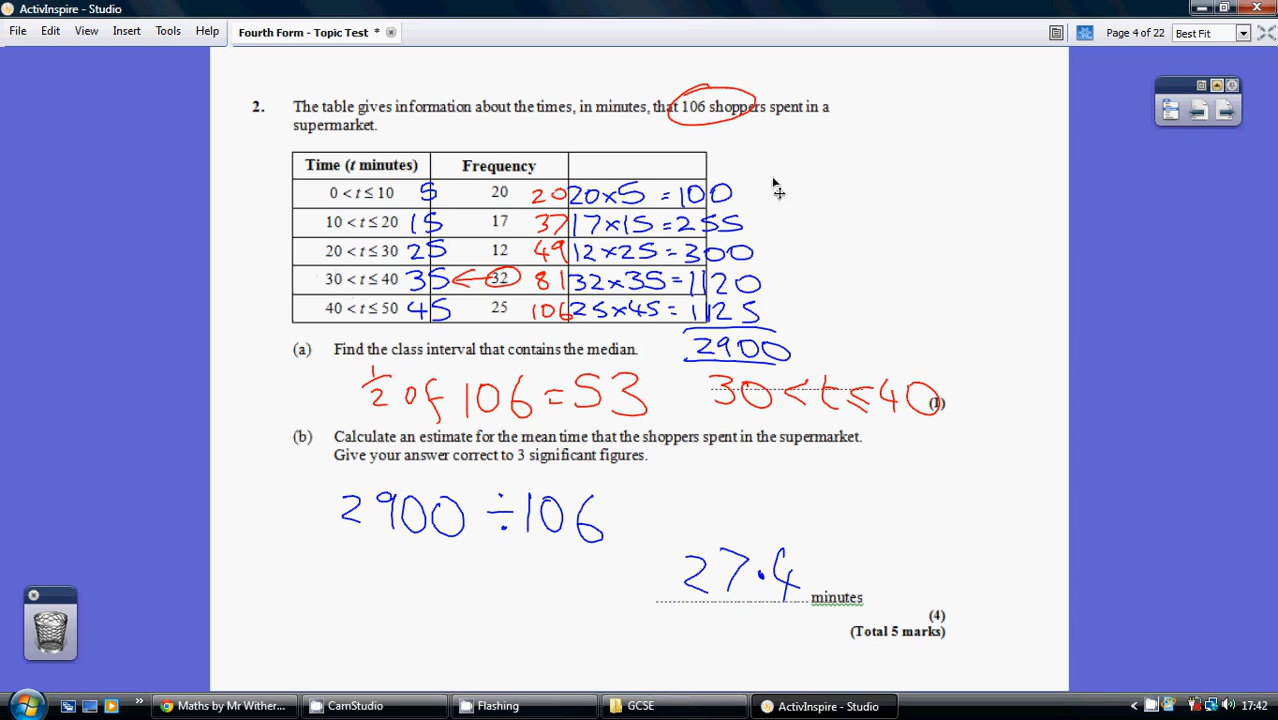 ActivInspire - Studio
File Edit View Insert Tools Help Fourth Form - Topic Test * Page 4 of 22 Best Fit
2. The table gives information about the times, in minutes, that 106 shoppers spent in a
supermarket.
Time (t minutes) Frequency
0 < t ≤ 10 5 20 20 20×5 = 100
10 < t ≤ 20 15 17 37 17×15 = 255
20 < t ≤ 30 25 12 49 12×25 = 300
30 < t ≤ 40 35 32 81 32×35 = 1120
40 < t ≤ 50 45 25 106 25×45 = 1125
2900
(a) Find the class interval that contains the median.
1/2 of 106 = 53 30 < t ≤ 40 (1)
(b) Calculate an estimate for the mean time that the shoppers spent in the supermarket.
Give your answer correct to 3 significant figures.
2900 ÷ 106
27.4 minutes
(4)
(Total 5 marks)
Maths by Mr Wither... CamStudio Flashing GCSE ActivInspire - Studio 17:42